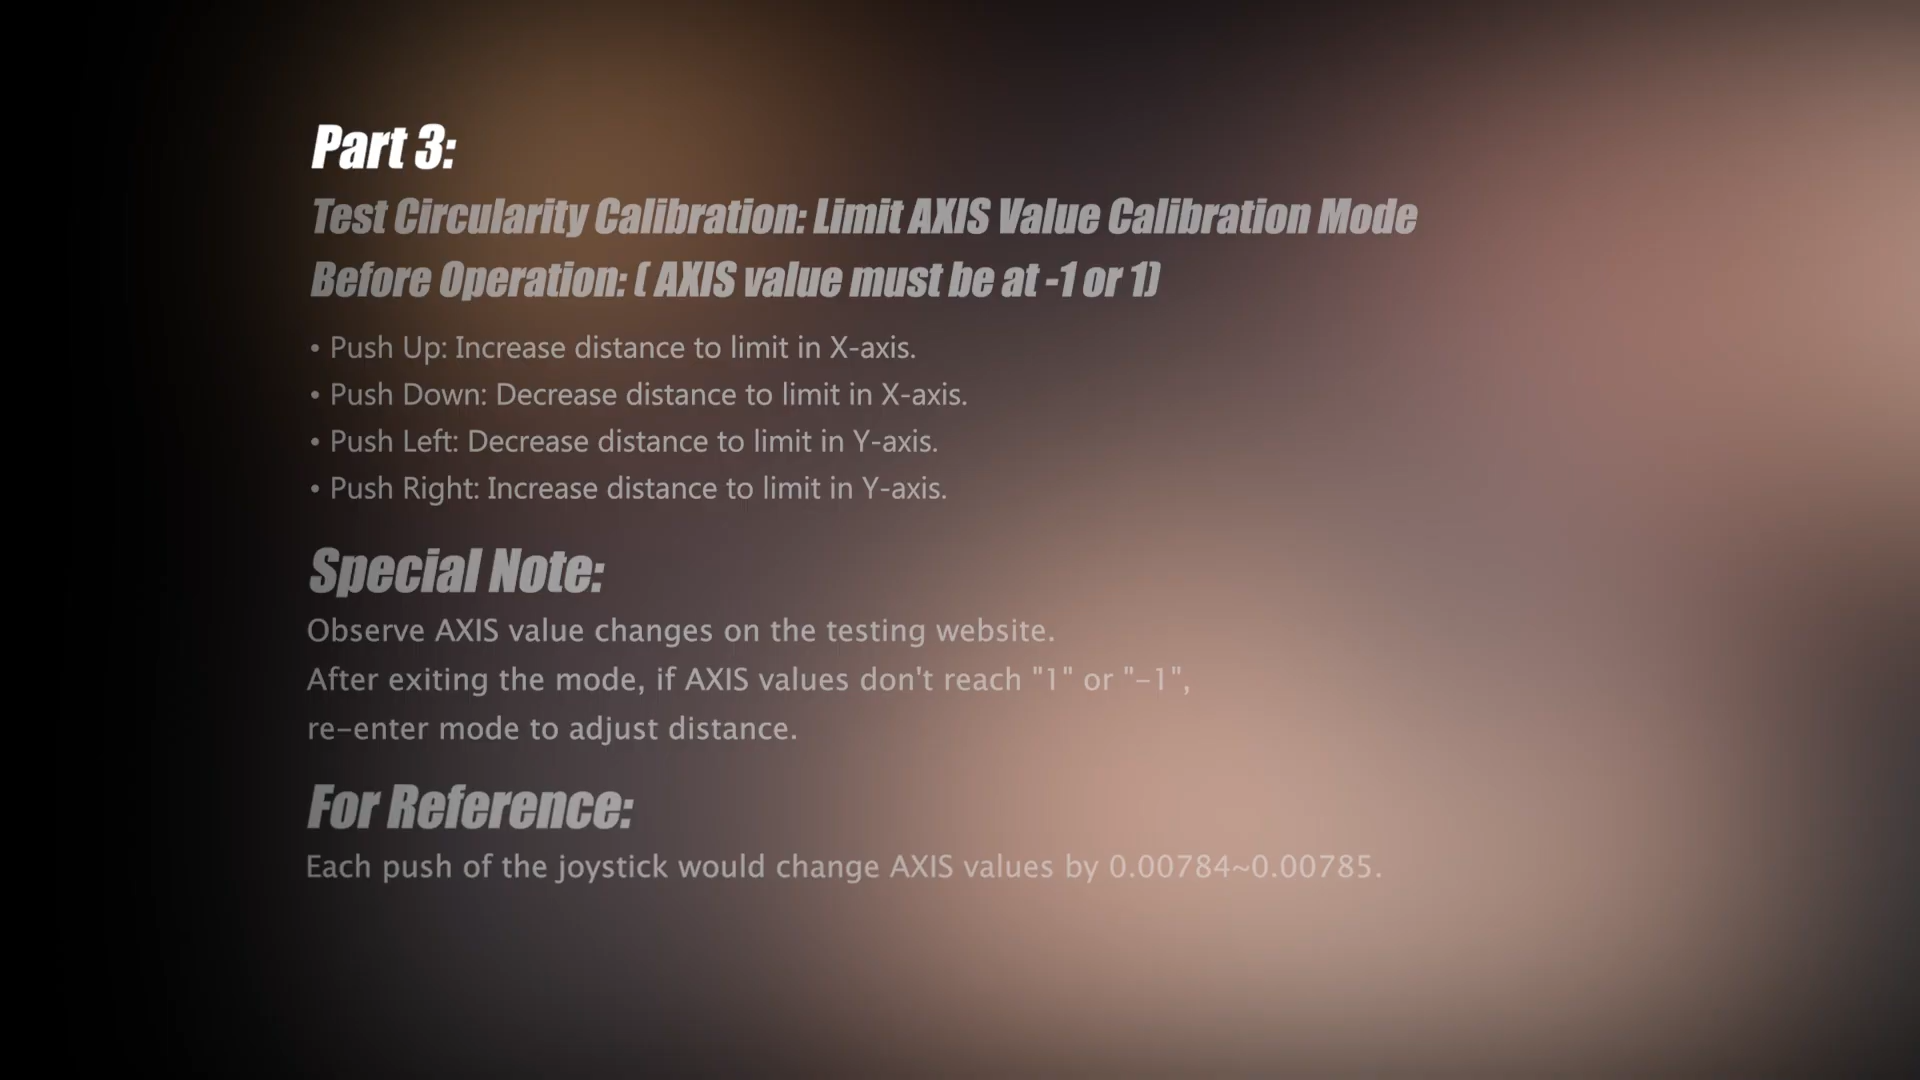 Part 3:
Test Circularity Calibration: Limit AXIS Value Calibration Mode
Before Operation: ( AXIS value must be at -1 or 1)
• Push Up: Increase distance to limit in X-axis.
• Push Down: Decrease distance to limit in X-axis.
• Push Left: Decrease distance to limit in Y-axis.
• Push Right: Increase distance to limit in Y-axis.
Special Note:
Observe AXIS value changes on the testing website.
After exiting the mode, if AXIS values don't reach "1" or "-1",
re-enter mode to adjust distance.
For Reference:
Each push of the joystick would change AXIS values by 0.00784~0.00785.